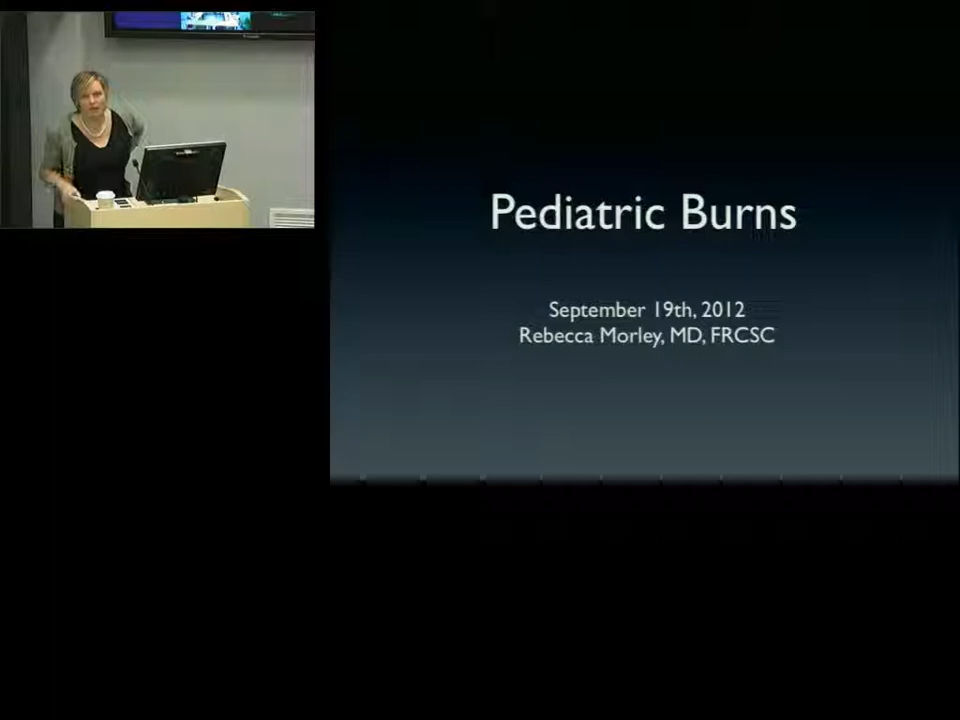 Pediatric Burns
September 19th, 2012
Rebecca Morley, MD, FRCSC